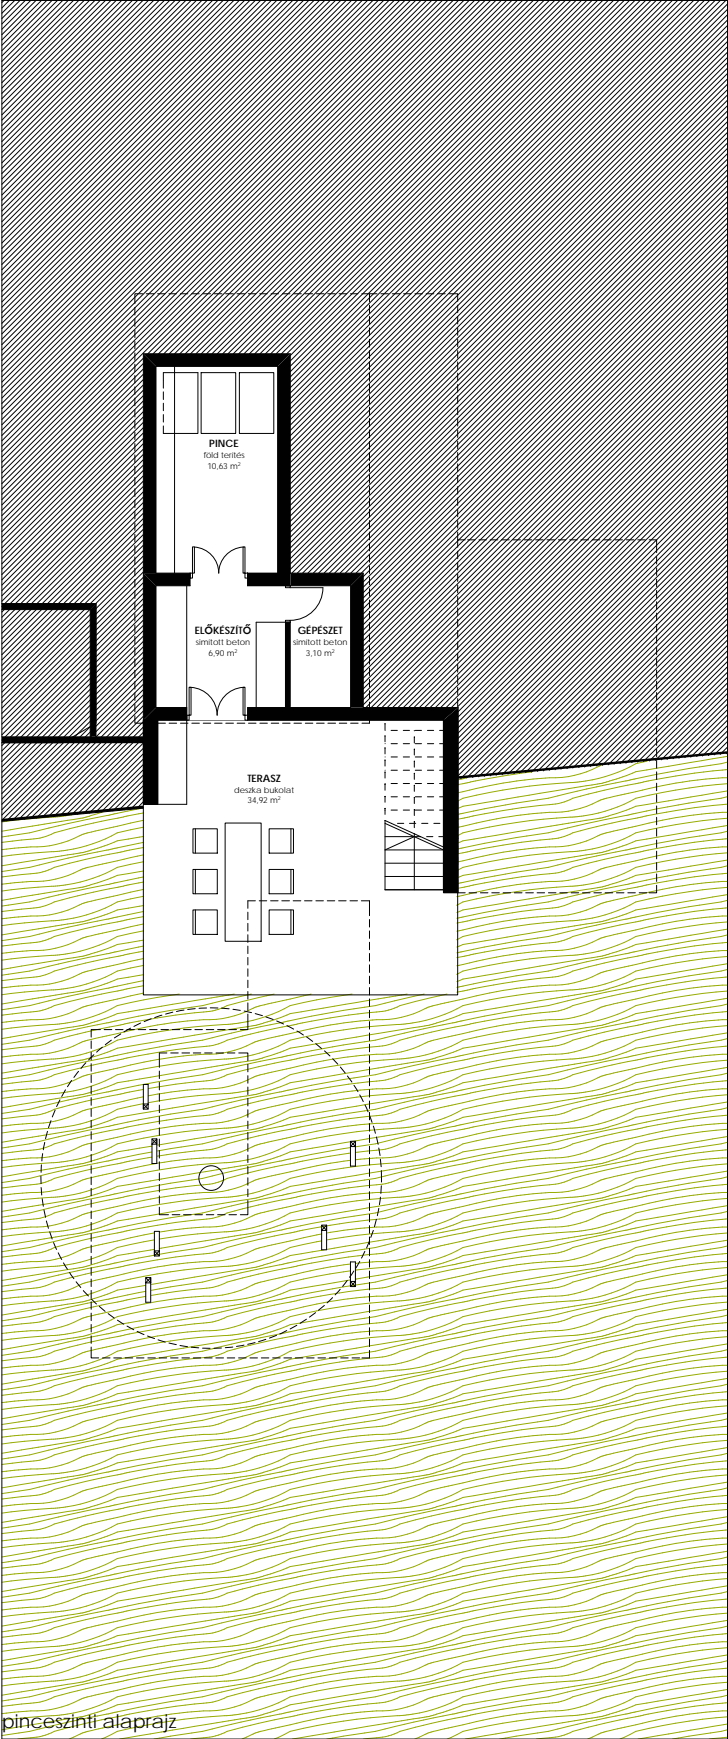 PINCE
föld terítés
10,63 m²
ELŐKÉSZÍTŐ
simított beton
6,90 m²
GÉPÉSZET
simított beton
3,10 m²
TERASZ
deszka bukolat
34,92 m²
pinceszinti alaprajz